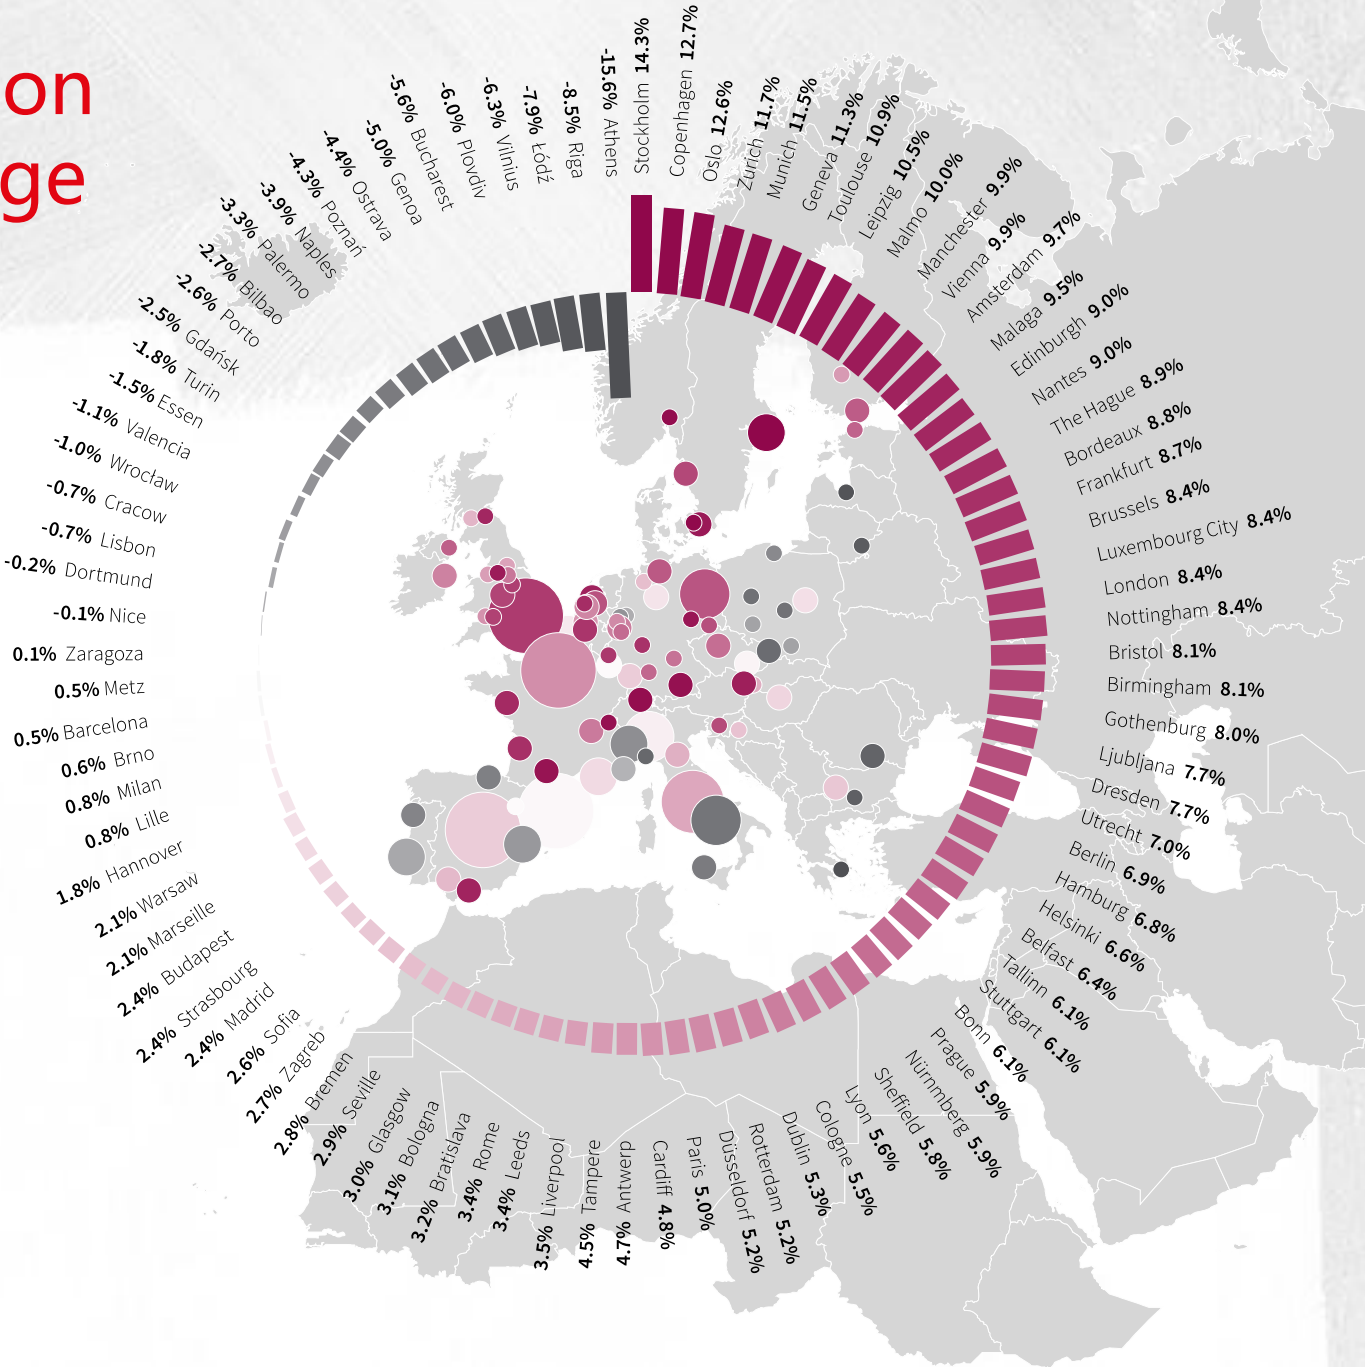 on
ge
Stockholm 14.3%
Copenhagen 12.7%
Oslo 12.6%
Zurich 11.7%
Munich 11.5%
Geneva 11.3%
Toulouse 10.9%
Leipzig 10.5%
Malmo 10.0%
Manchester 9.9%
Vienna 9.9%
Amsterdam 9.7%
Malaga 9.5%
Edinburgh 9.0%
Nantes 9.0%
The Hague 8.9%
Bordeaux 8.8%
Frankfurt 8.7%
Brussels 8.4%
Luxembourg City 8.4%
London 8.4%
Nottingham 8.4%
Bristol 8.1%
Birmingham 8.1%
Gothenburg 8.0%
Ljubljana 7.7%
Dresden 7.7%
Utrecht 7.0%
Berlin 6.9%
Hamburg 6.8%
Helsinki 6.6%
Belfast 6.4%
Tallinn 6.1%
Stuttgart 6.1%
Bonn 6.1%
Prague 5.9%
Nürmmberg 5.9%
Sheffield 5.8%
Lyon 5.6%
Cologne 5.5%
Dublin 5.3%
Rotterdam 5.2%
Düsseldorf 5.2%
Paris 5.0%
Cardiff 4.8%
4.7% Antwerp
4.5% Tampere
3.5% Liverpool
3.4% Leeds
3.4% Rome
3.2% Bratislava
3.1% Bologna
3.0% Glasgow
2.9% Seville
2.8% Bremen
2.7% Zagreb
2.6% Sofia
2.4% Madrid
2.4% Strasbourg
2.4% Budapest
2.1% Marseille
2.1% Warsaw
1.8% Hannover
0.8% Lille
0.8% Milan
0.6% Brno
0.5% Barcelona
0.5% Metz
0.1% Zaragoza
-0.1% Nice
-0.2% Dortmund
-0.7% Lisbon
-0.7% Cracow
-1.0% Wrocław
-1.1% Valencia
-1.5% Essen
-1.8% Turin
-2.5% Gdańsk
-2.6% Porto
-2.7% Bilbao
-3.3% Palermo
-3.9% Naples
-4.3% Poznań
-4.4% Ostrava
-5.0% Genoa
-5.6% Bucharest
-6.0% Plovdiv
-6.3% Vilnius
-7.9% Łódź
-8.5% Riga
-15.6% Athens